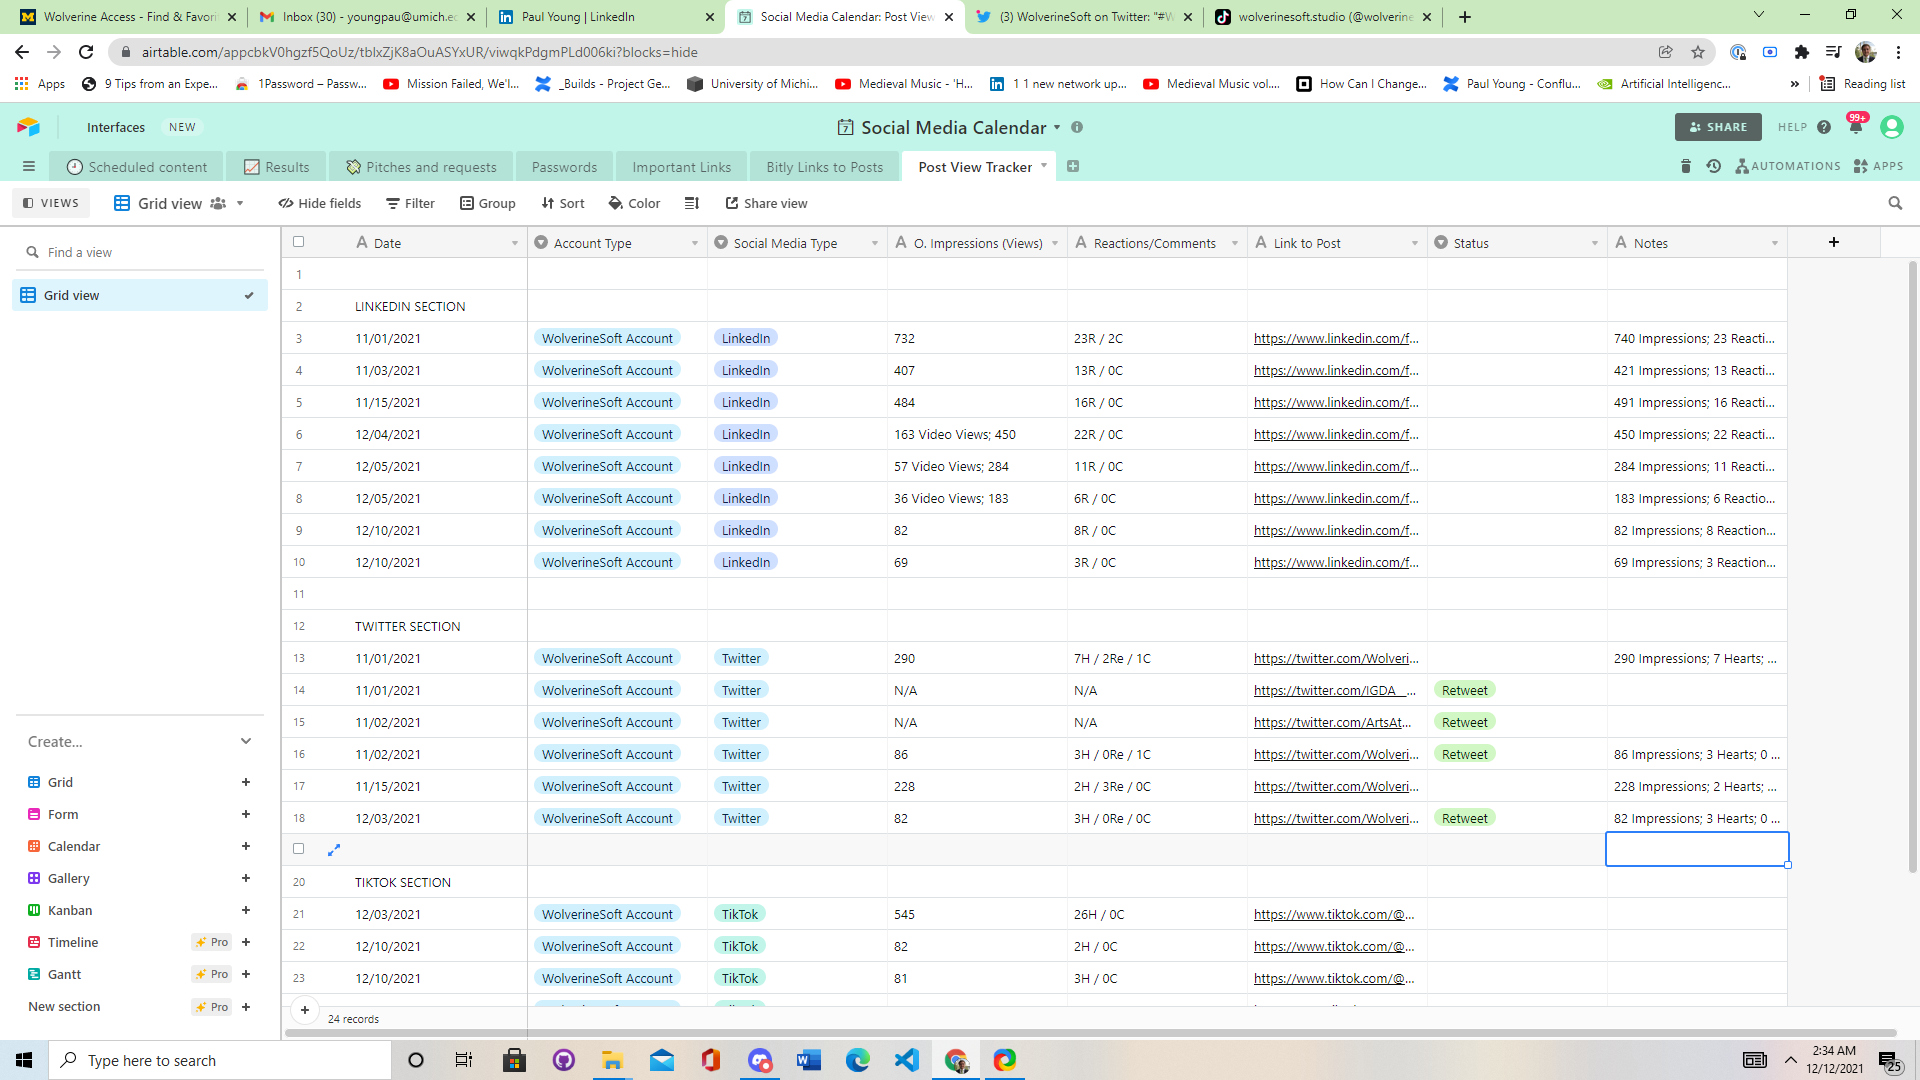 Wolverine Access - Find & Favori
Inbox (30) - youngpau@umich.ec
Paul Young | LinkedIn
Social Media Calendar: Post View
(3) WolverineSoft on Twitter: "#W
wolverinesoft.studio (@wolverine
airtable.com/appcbkV0hgzf5QoUz/tblxZjK8aOuASYxUR/viwqkPdgmPLd006ki?blocks=hide
Apps
9 Tips from an Expe...
1Password – Passw...
Mission Failed, We'l...
_Builds - Project Ge...
University of Michi...
Medieval Music - 'H...
1 1 new network up...
Medieval Music vol....
How Can I Change...
Paul Young - Conflu...
Artificial Intelligenc...
»
Reading list
Interfaces NEW
Social Media Calendar
SHARE
HELP
99+
Scheduled content
Results
Pitches and requests
Passwords
Important Links
Bitly Links to Posts
Post View Tracker
AUTOMATIONS
APPS
VIEWS
Grid view
Hide fields
Filter
Group
Sort
Color
Share view
Find a view
Grid view
Date Account Type Social Media Type O. Impressions (Views) Reactions/Comments Link to Post Status Notes
1
2 LINKEDIN SECTION
3 11/01/2021 WolverineSoft Account LinkedIn 732 23R / 2C https://www.linkedin.com/f... 740 Impressions; 23 Reacti...
4 11/03/2021 WolverineSoft Account LinkedIn 407 13R / 0C https://www.linkedin.com/f... 421 Impressions; 13 Reacti...
5 11/15/2021 WolverineSoft Account LinkedIn 484 16R / 0C https://www.linkedin.com/f... 491 Impressions; 16 Reacti...
6 12/04/2021 WolverineSoft Account LinkedIn 163 Video Views; 450 22R / 0C https://www.linkedin.com/f... 450 Impressions; 22 Reacti...
7 12/05/2021 WolverineSoft Account LinkedIn 57 Video Views; 284 11R / 0C https://www.linkedin.com/f... 284 Impressions; 11 Reacti...
8 12/05/2021 WolverineSoft Account LinkedIn 36 Video Views; 183 6R / 0C https://www.linkedin.com/f... 183 Impressions; 6 Reactio...
9 12/10/2021 WolverineSoft Account LinkedIn 82 8R / 0C https://www.linkedin.com/f... 82 Impressions; 8 Reaction...
10 12/10/2021 WolverineSoft Account LinkedIn 69 3R / 0C https://www.linkedin.com/f... 69 Impressions; 3 Reaction...
11
12 TWITTER SECTION
13 11/01/2021 WolverineSoft Account Twitter 290 7H / 2Re / 1C https://twitter.com/Wolveri... 290 Impressions; 7 Hearts; ...
14 11/01/2021 WolverineSoft Account Twitter N/A N/A https://twitter.com/IGDA_... Retweet
15 11/02/2021 WolverineSoft Account Twitter N/A N/A https://twitter.com/ArtsAt... Retweet
16 11/02/2021 WolverineSoft Account Twitter 86 3H / 0Re / 1C https://twitter.com/Wolveri... Retweet 86 Impressions; 3 Hearts; 0 ...
17 11/15/2021 WolverineSoft Account Twitter 228 2H / 3Re / 0C https://twitter.com/Wolveri... 228 Impressions; 2 Hearts; ...
18 12/03/2021 WolverineSoft Account Twitter 82 3H / 0Re / 0C https://twitter.com/Wolveri... Retweet 82 Impressions; 3 Hearts; 0 ...
20 TIKTOK SECTION
21 12/03/2021 WolverineSoft Account TikTok 545 26H / 0C https://www.tiktok.com/@...
22 12/10/2021 WolverineSoft Account TikTok 82 2H / 0C https://www.tiktok.com/@...
23 12/10/2021 WolverineSoft Account TikTok 81 3H / 0C https://www.tiktok.com/@...
24 records
Create...
Grid
Form
Calendar
Gallery
Kanban
Timeline Pro
Gantt Pro
New section Pro
Type here to search
2:34 AM
12/12/2021
25